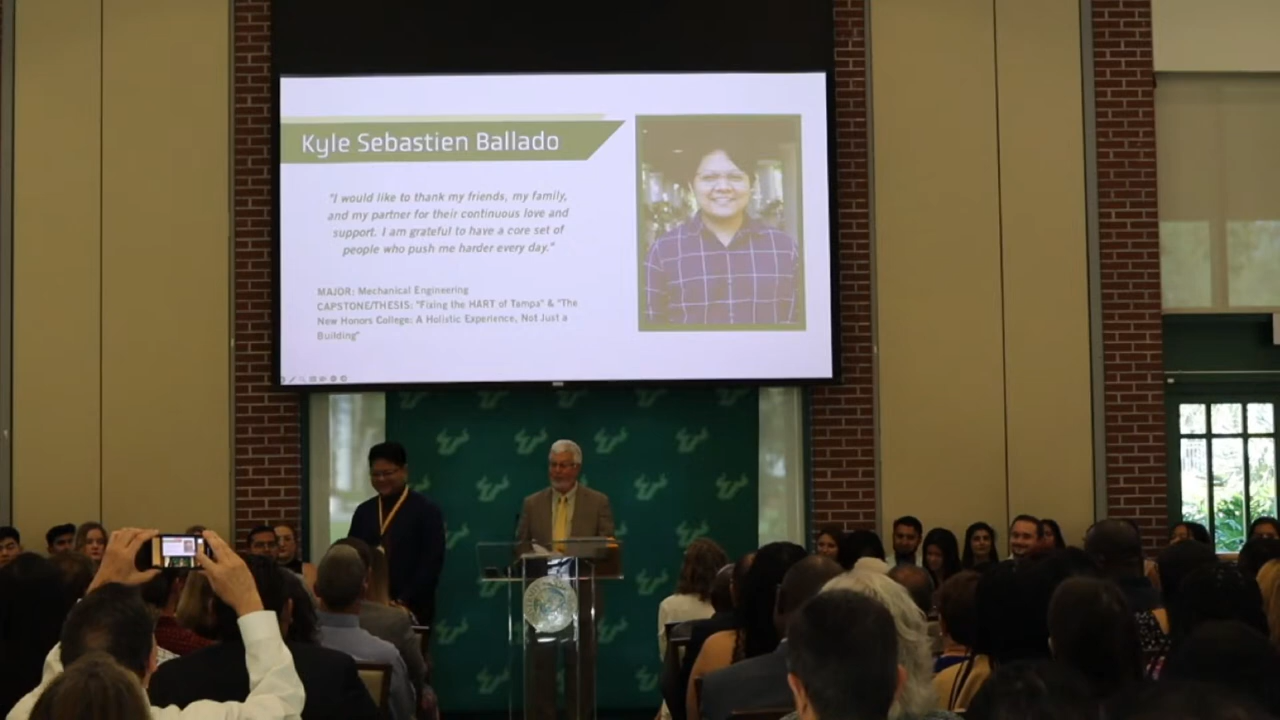 Kyle Sebastien Ballado
"I would like to thank my friends, my family,
and my partner for their continuous love and
support. I am grateful to have a core set of
people who push me harder every day."
MAJOR: Mechanical Engineering
CAPSTONE/THESIS: "Fixing the HART of Tampa" & "The
New Honors College: A Holistic Experience, Not Just a
Building"